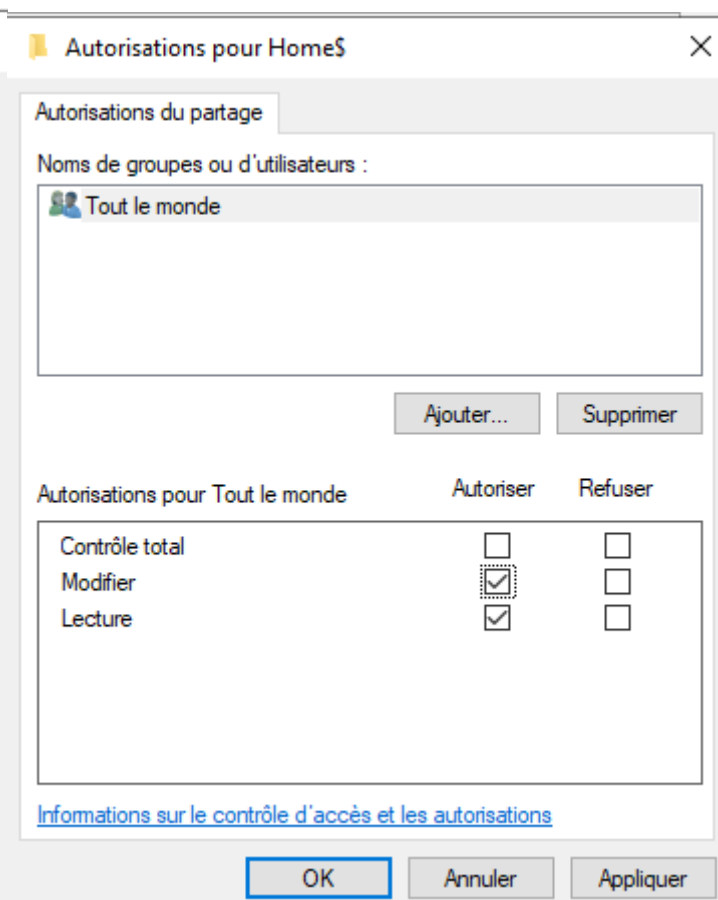 Autorisations pour Home$
Autorisations du partage
Noms de groupes ou d'utilisateurs :
Tout le monde
Ajouter... Supprimer
Autorisations pour Tout le monde Autoriser Refuser
Contrôle total
Modifier
Lecture
Informations sur le contrôle d'accès et les autorisations
OK Annuler Appliquer